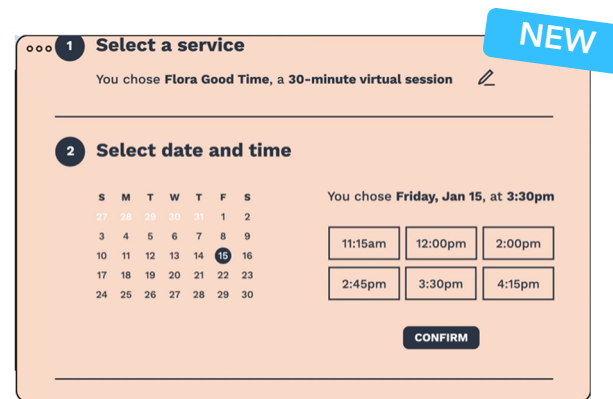 NEW
1 Select a service
You chose Flora Good Time, a 30-minute virtual session
2 Select date and time
S M T W T F S
27 28 29 30 31 1 2
3 4 5 6 7 8 9
10 11 12 13 14 15 16
17 18 19 20 21 22 23
24 25 26 27 28 29 30
You chose Friday, Jan 15, at 3:30pm
11:15am 12:00pm 2:00pm
2:45pm 3:30pm 4:15pm
CONFIRM